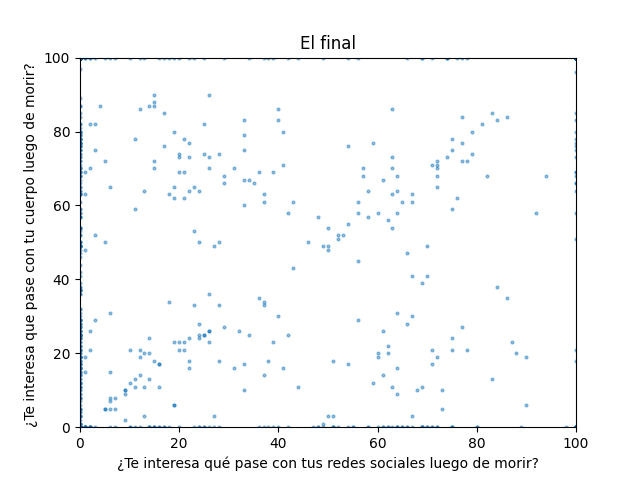 El final
¿Te interesa que pase con tu cuerpo luego de morir?
100
80
60
40
20
0
0 20 40 60 80 100
¿Te interesa qué pase con tus redes sociales luego de morir?